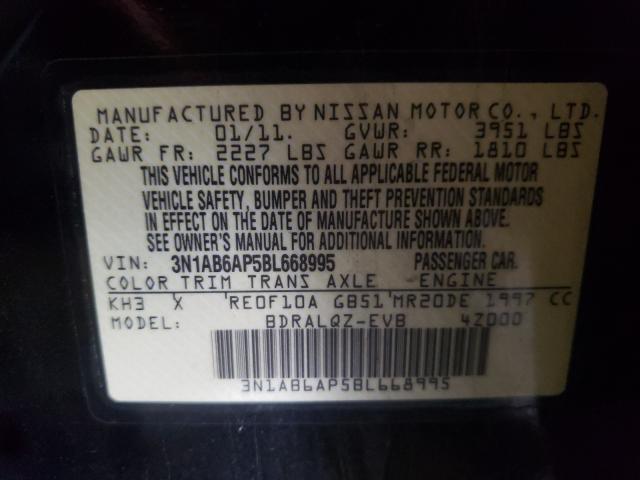 MANUFACTURED BY NISSAN MOTOR CO., LTD.
DATE: 01/11. GVWR: 3951 LBS
GAWR FR: 2227 LBS GAWR RR: 1810 LBS
THIS VEHICLE CONFORMS TO ALL APPLICABLE FEDERAL MOTOR
VEHICLE SAFETY, BUMPER AND THEFT PREVENTION STANDARDS
IN EFFECT ON THE DATE OF MANUFACTURE SHOWN ABOVE.
SEE OWNER'S MANUAL FOR ADDITIONAL INFORMATION.
VIN: 3N1AB6AP5BL668995 PASSENGER CAR.
COLOR TRIM TRANS AXLE ENGINE
KH3 X 'RE0F10A GB51'MR20DE 1997 CC
MODEL: BDRALQZ-EVB 4Z000
3N1AB6AP5BL668995